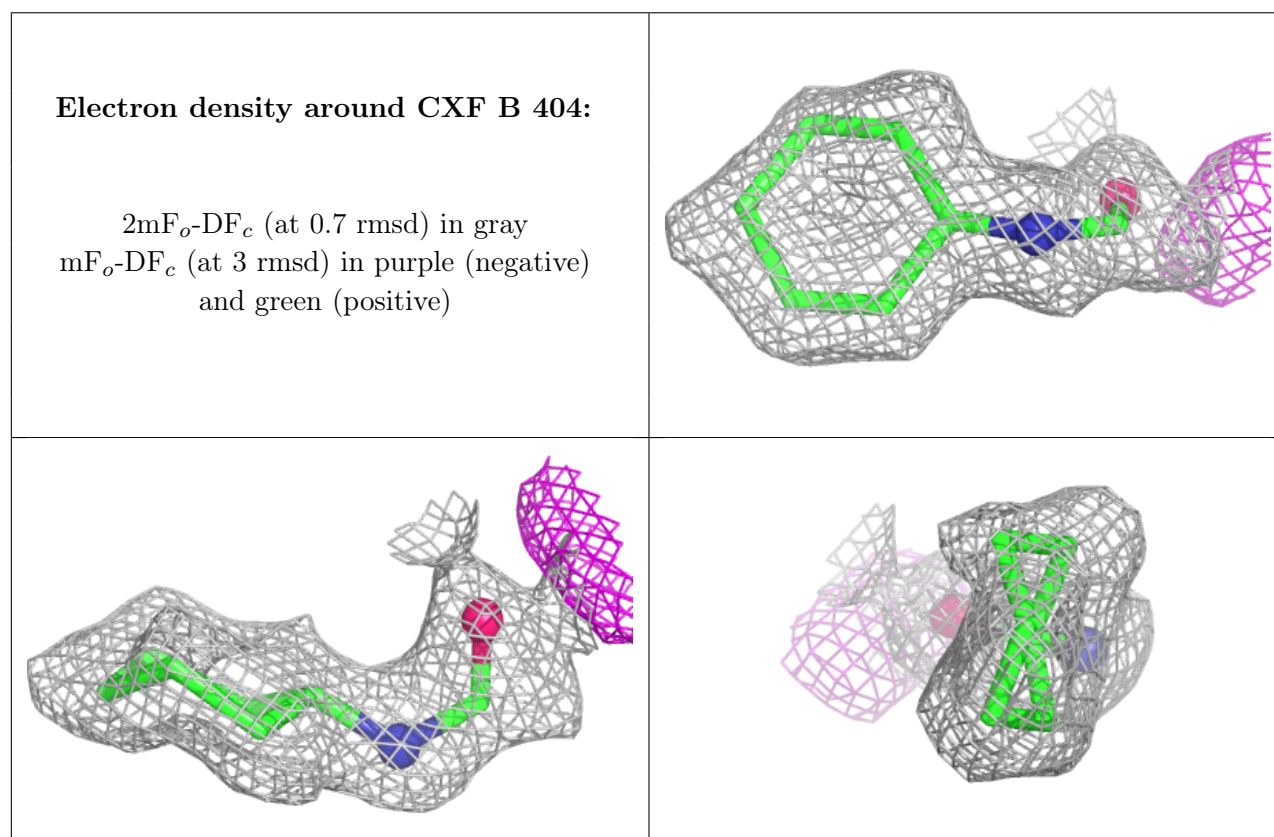 Electron density around CXF B 404:
2mFo-DFc (at 0.7 rmsd) in gray
mFo-DFc (at 3 rmsd) in purple (negative)
and green (positive)